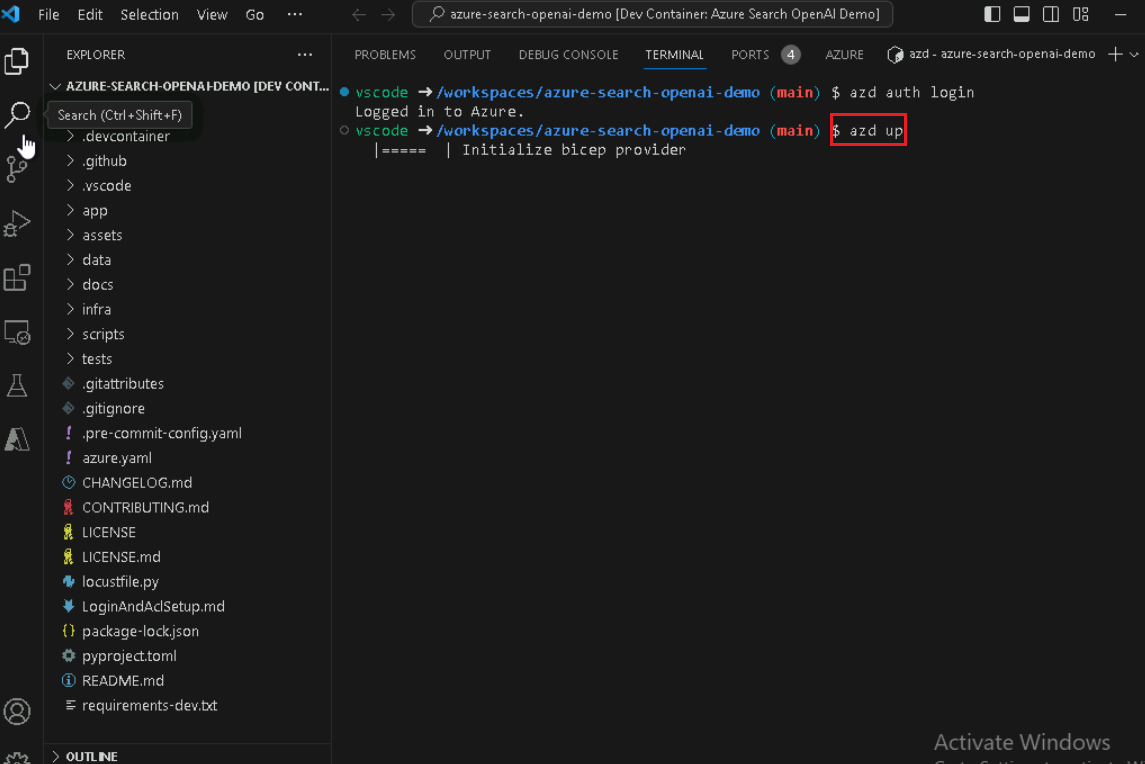 File Edit Selection View Go ···
azure-search-openai-demo [Dev Container: Azure Search OpenAI Demo]
EXPLORER ···
PROBLEMS OUTPUT DEBUG CONSOLE TERMINAL PORTS 4 AZURE azd - azure-search-openai-demo
AZURE-SEARCH-OPENAI-DEMO [DEV CONT...
Search (Ctrl+Shift+F)
.devcontainer
.github
.vscode
app
assets
data
docs
infra
scripts
tests
.gitattributes
.gitignore
.pre-commit-config.yaml
azure.yaml
CHANGELOG.md
CONTRIBUTING.md
LICENSE
LICENSE.md
locustfile.py
LoginAndAclSetup.md
package-lock.json
pyproject.toml
README.md
requirements-dev.txt
OUTLINE
vscode ➜ /workspaces/azure-search-openai-demo (main) $ azd auth login
Logged in to Azure.
vscode ➜ /workspaces/azure-search-openai-demo (main) $ azd up
|===== | Initialize bicep provider
Activate Windows